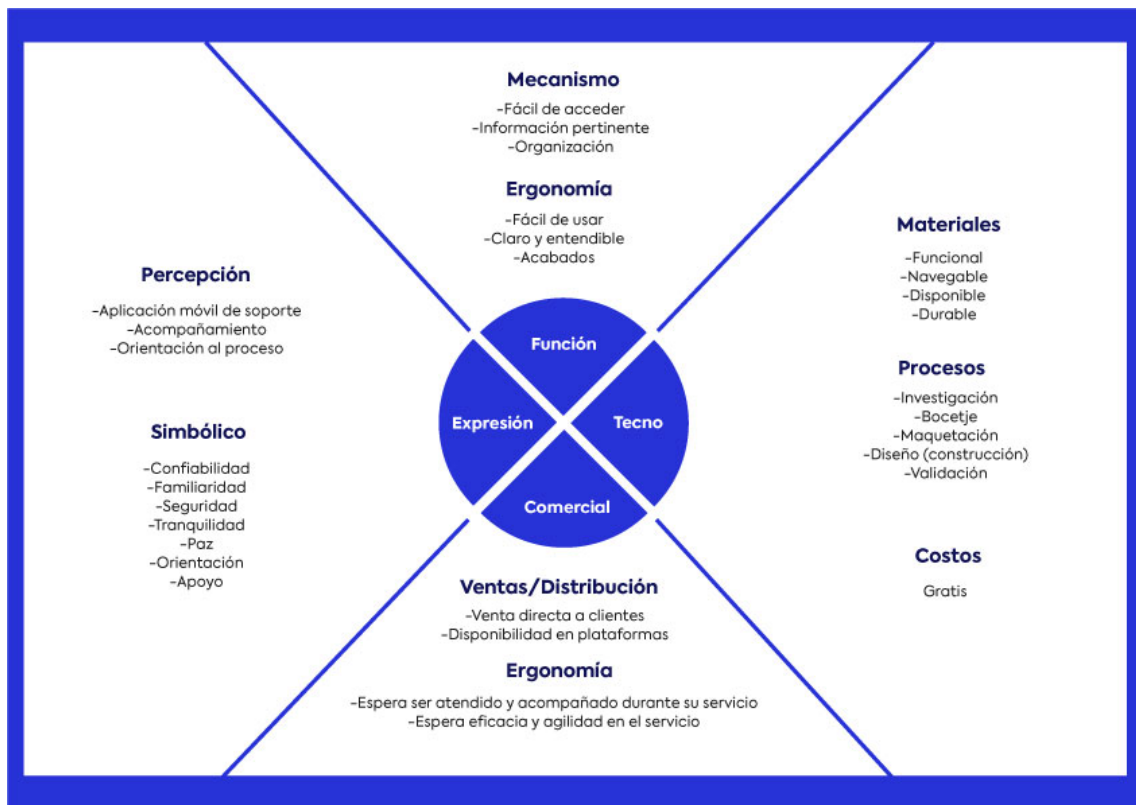 Mecanismo
-Fácil de acceder
-Información pertinente
-Organización
Ergonomía
-Fácil de usar
-Claro y entendible
-Acabados
Percepción
-Aplicación móvil de soporte
-Acompañamiento
-Orientación al proceso
Simbólico
-Confiabilidad
-Familiaridad
-Seguridad
-Tranquilidad
-Paz
-Orientación
-Apoyo
Función
Expresión
Tecno
Comercial
Materiales
-Funcional
-Navegable
-Disponible
-Durable
Procesos
-Investigación
-Bocetje
-Maquetación
-Diseño (construcción)
-Validación
Costos
Gratis
Ventas/Distribución
-Venta directa a clientes
-Disponibilidad en plataformas
Ergonomía
-Espera ser atendido y acompañado durante su servicio
-Espera eficacia y agilidad en el servicio